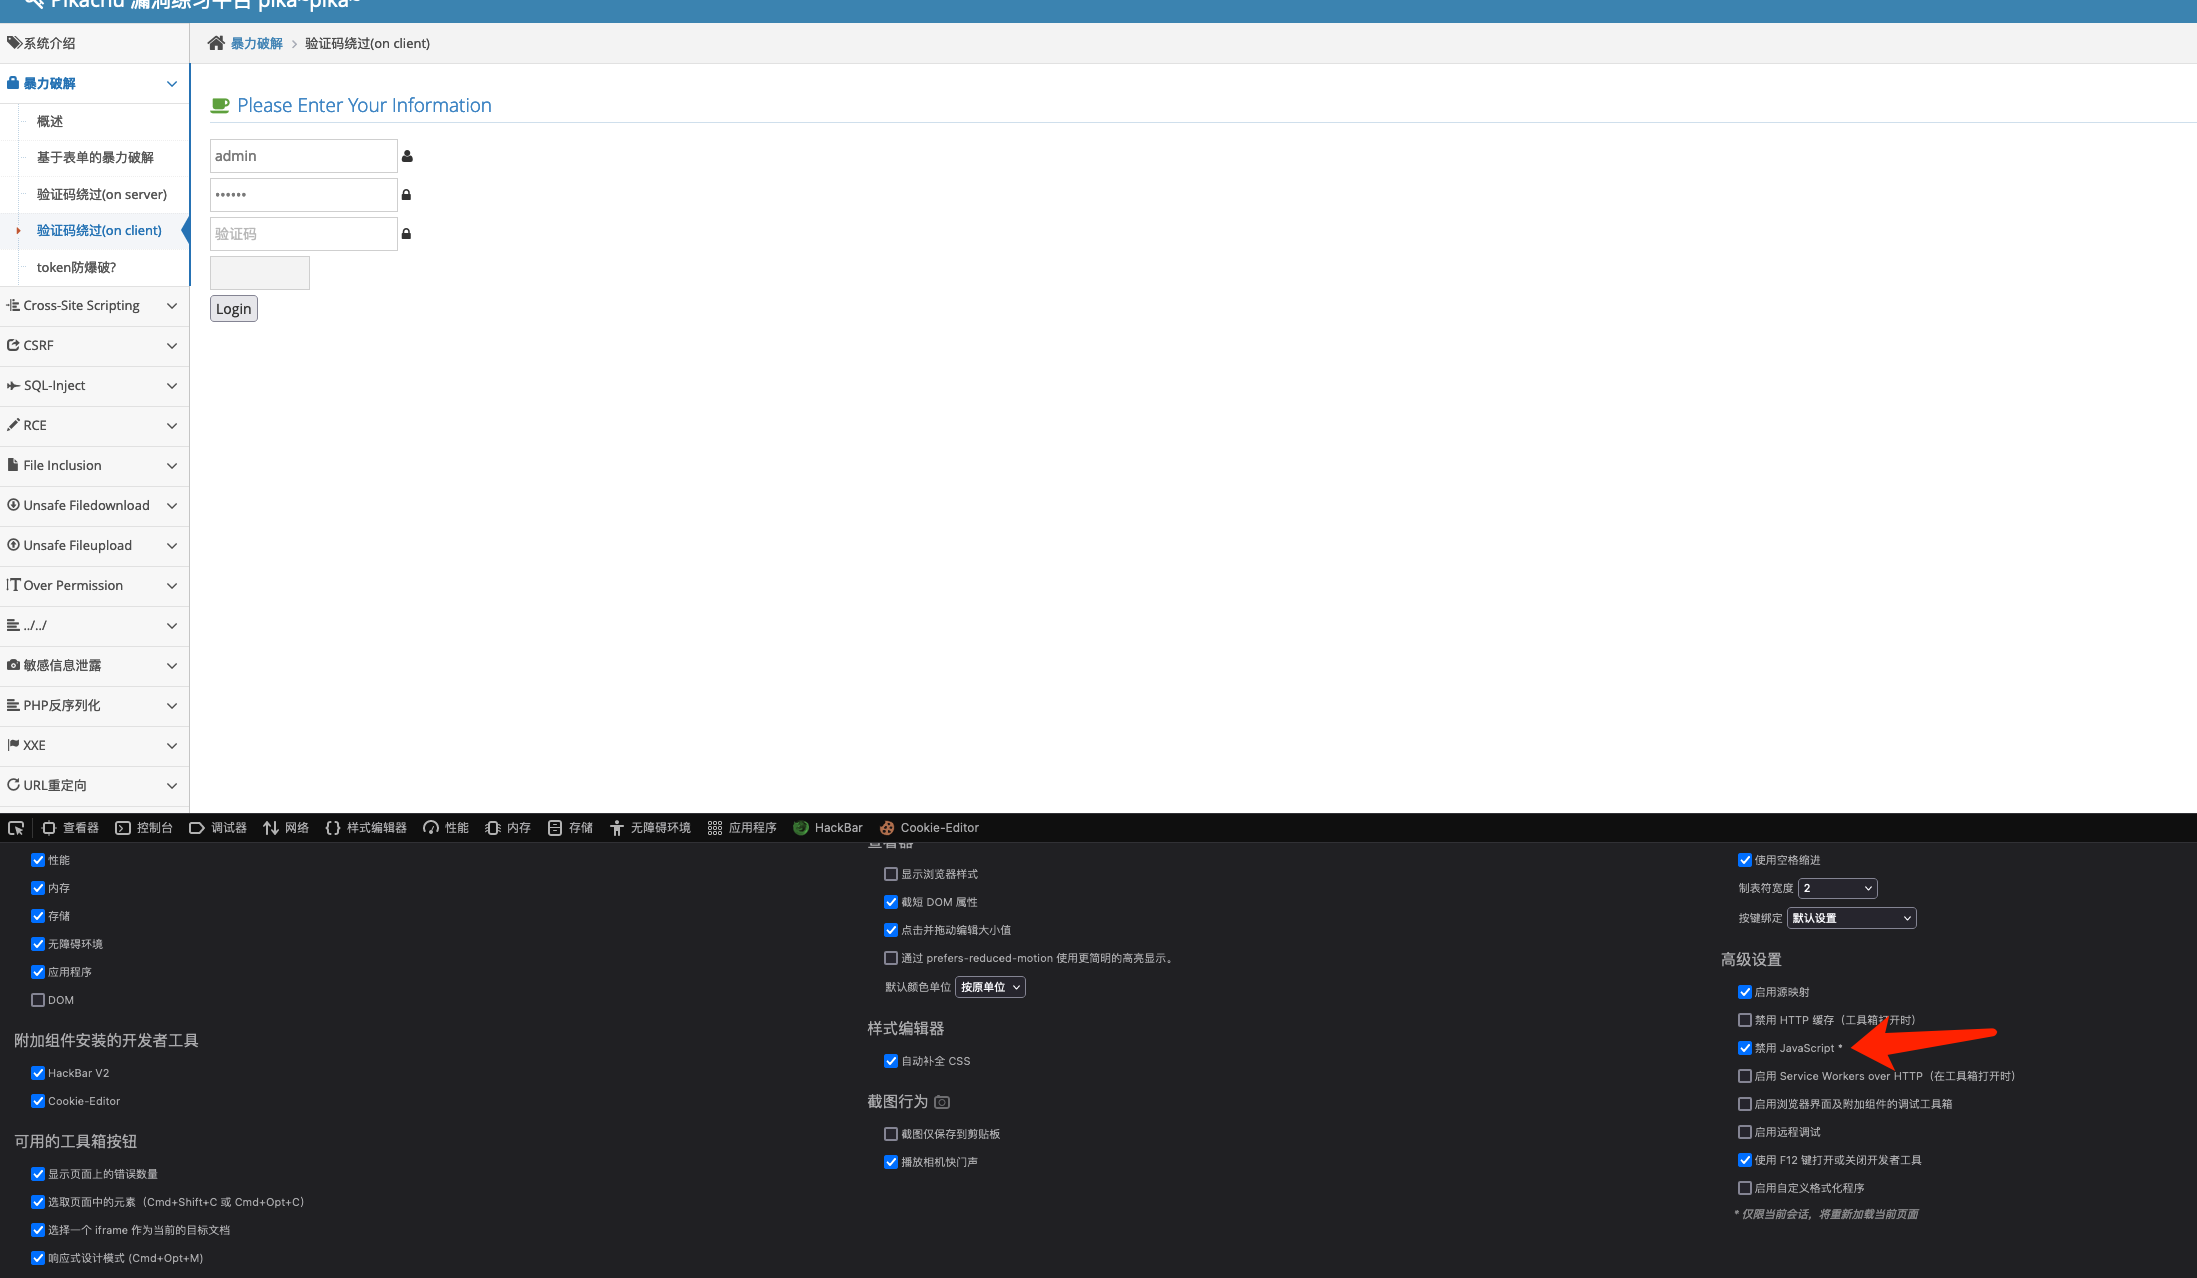 Pikachu 漏洞练习平台 pika~pika~
系统介绍
暴力破解
概述
基于表单的暴力破解
验证码绕过(on server)
验证码绕过(on client)
token防爆破?
Cross-Site Scripting
CSRF
SQL-Inject
RCE
File Inclusion
Unsafe Filedownload
Unsafe Fileupload
Over Permission
../../
敏感信息泄露
PHP反序列化
XXE
URL重定向
暴力破解 > 验证码绕过(on client)
Please Enter Your Information
admin
••••••
验证码
Login
查看器 控制台 调试器 网络 样式编辑器 性能 内存 存储 无障碍环境 应用程序 HackBar Cookie-Editor
性能
内存
存储
无障碍环境
应用程序
DOM
附加组件安装的开发者工具
HackBar V2
Cookie-Editor
可用的工具箱按钮
显示页面上的错误数量
选取页面中的元素（Cmd+Shift+C 或 Cmd+Opt+C）
选择一个 iframe 作为当前的目标文档
响应式设计模式 (Cmd+Opt+M)
查看器
显示浏览器样式
截短 DOM 属性
点击并拖动编辑大小值
通过 prefers-reduced-motion 使用更简明的高亮显示。
默认颜色单位 按原单位
样式编辑器
自动补全 CSS
截图行为
截图仅保存到剪贴板
播放相机快门声
使用空格缩进
制表符宽度 2
按键绑定 默认设置
高级设置
启用源映射
禁用 HTTP 缓存（工具箱打开时）
禁用 JavaScript *
启用 Service Workers over HTTP（在工具箱打开时）
启用浏览器界面及附加组件的调试工具箱
启用远程调试
使用 F12 键打开或关闭开发者工具
启用自定义格式化程序
* 仅限当前会话，将重新加载当前页面